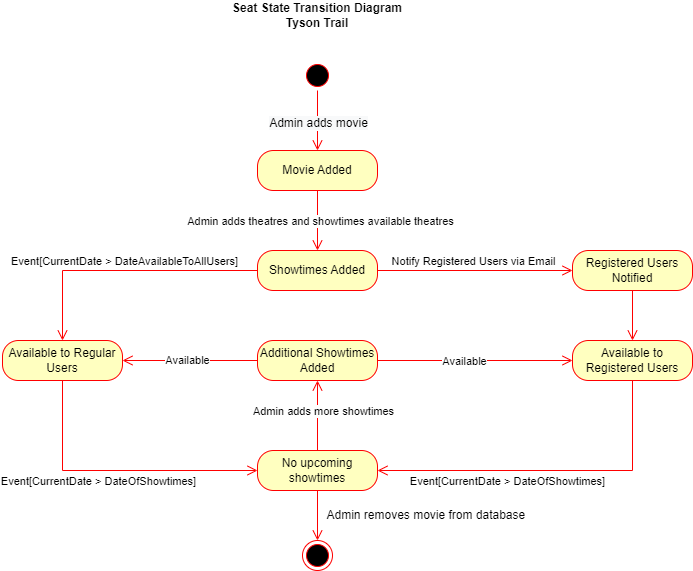 Seat State Transition Diagram
Tyson Trail
Admin adds movie
Movie Added
Admin adds theatres and showtimes available theatres
Event[CurrentDate > DateAvailableToAllUsers]
Showtimes Added
Notify Registered Users via Email
Registered Users
Notified
Available to Regular
Users
Available
Additional Showtimes
Added
Available
Available to
Registered Users
Admin adds more showtimes
Event[CurrentDate > DateOfShowtimes]
No upcoming
showtimes
Event[CurrentDate > DateOfShowtimes]
Admin removes movie from database